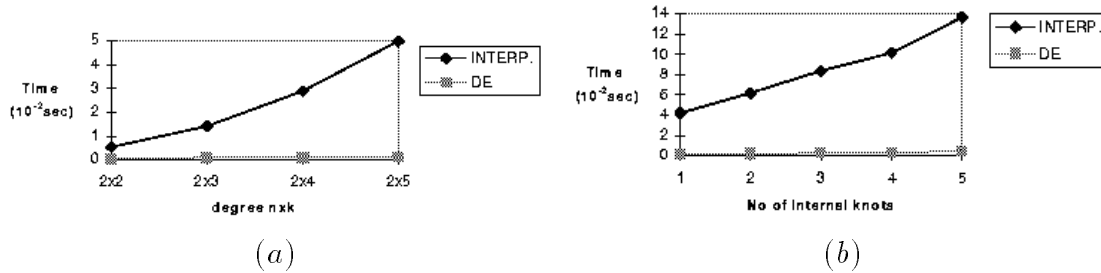 5
4
3
2
1
0
Time
(10⁻²sec)
2x2 2x3 2x4 2x5
degree nxk
INTERP.
DE
(a)
14
12
10
8
6
4
2
0
Time
(10⁻²sec)
1 2 3 4 5
No of Internal knots
INTERP.
DE
(b)